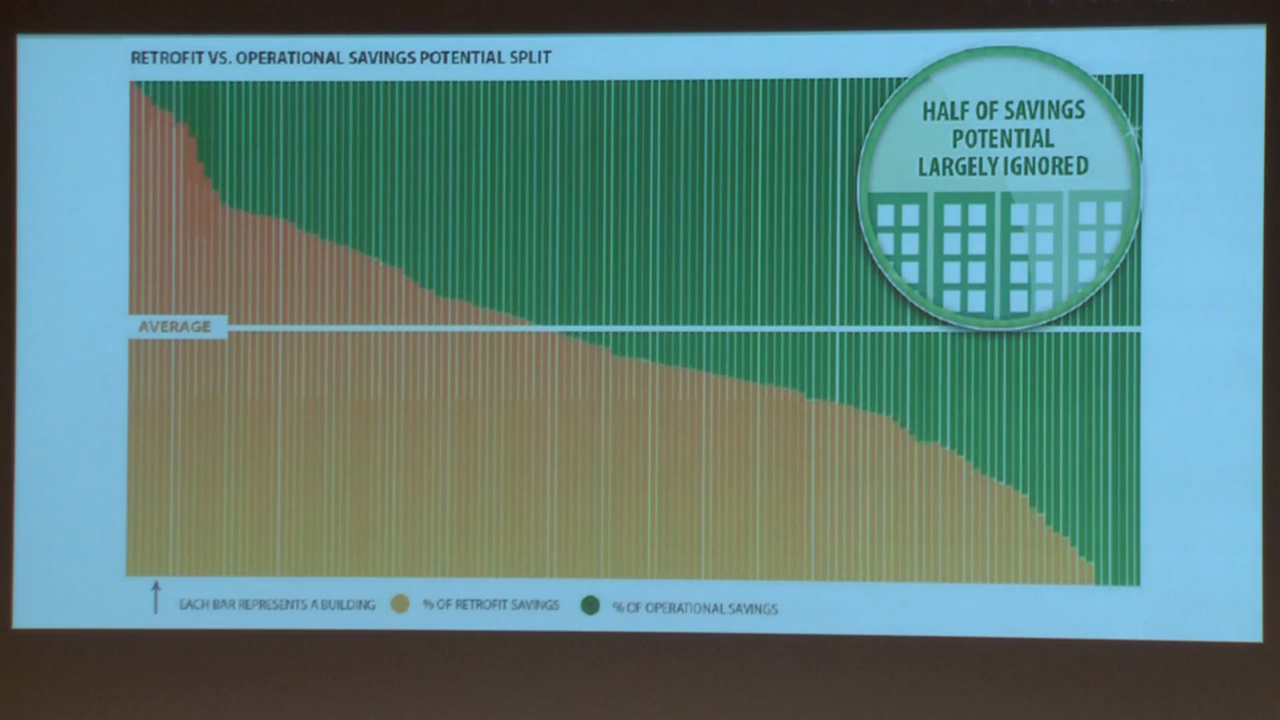 RETROFIT VS. OPERATIONAL SAVINGS POTENTIAL SPLIT
HALF OF SAVINGS
POTENTIAL
LARGELY IGNORED
AVERAGE
EACH BAR REPRESENTS A BUILDING
% OF RETROFIT SAVINGS
% OF OPERATIONAL SAVINGS